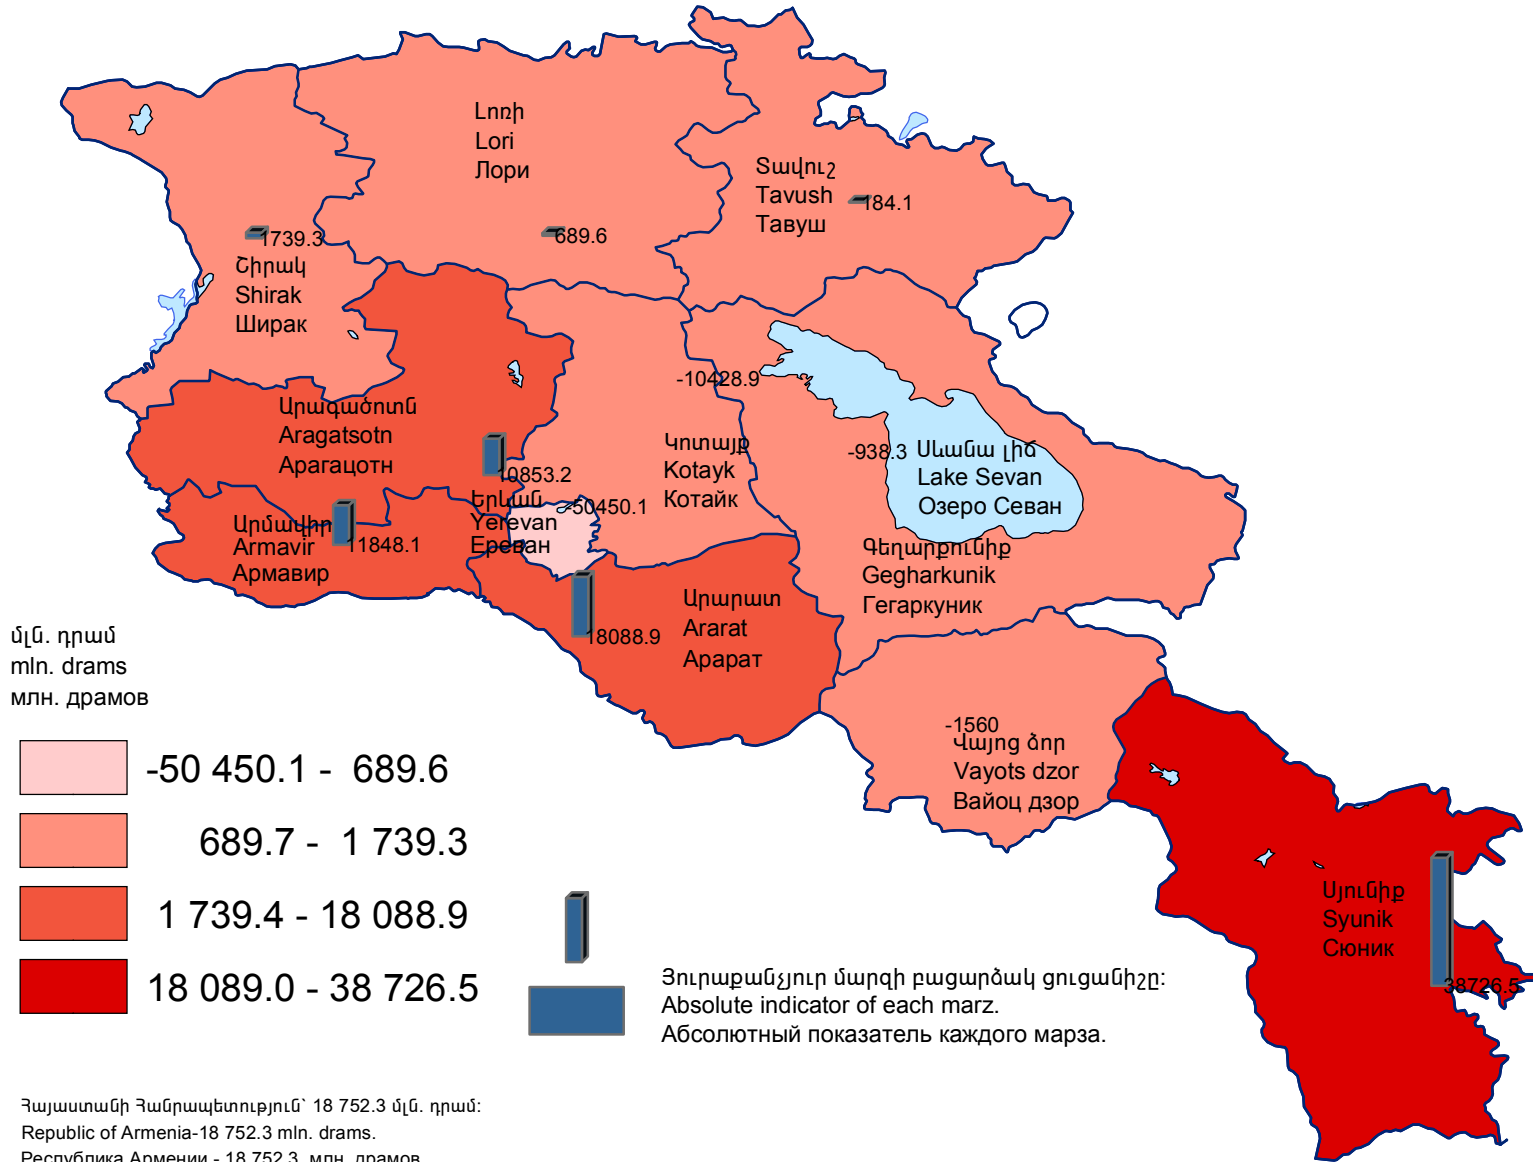 Լոռի
Lori
Лори
Տավուշ
Tavush
Тавуш
184.1
1739.3
689.6
Շիրակ
Shirak
Ширак
-10428.9
Արագածոտն
Aragatsotn
Арагацотн
Կոտայք
Kotayk
Котайк
-938.3
Սևանա լիճ
Lake Sevan
Озеро Севан
10853.2
Երևան
Yerevan
Ереван
-50450.1
Արմավիր
Armavir
Армавир
11848.1
Գեղարքունիք
Gegharkunik
Гегаркуник
Արարատ
Ararat
Арарат
18088.9
մլն. դրամ
mln. drams
млн. драмов
-1560
Վայոց ձոր
Vayots dzor
Вайоц дзор
-50 450.1 - 689.6
689.7 - 1 739.3
1 739.4 - 18 088.9
18 089.0 - 38 726.5
Սյունիք
Syunik
Сюник
38726.5
Յուրաքանչյուր մարզի բացարձակ ցուցանիշը:
Absolute indicator of each marz.
Абсолютный показатель каждого марза.
Հայաստանի Հանրապետություն` 18 752.3 մլն. դրամ:
Republic of Armenia-18 752.3 mln. drams.
Республика Армении - 18 752.3 млн. драмов